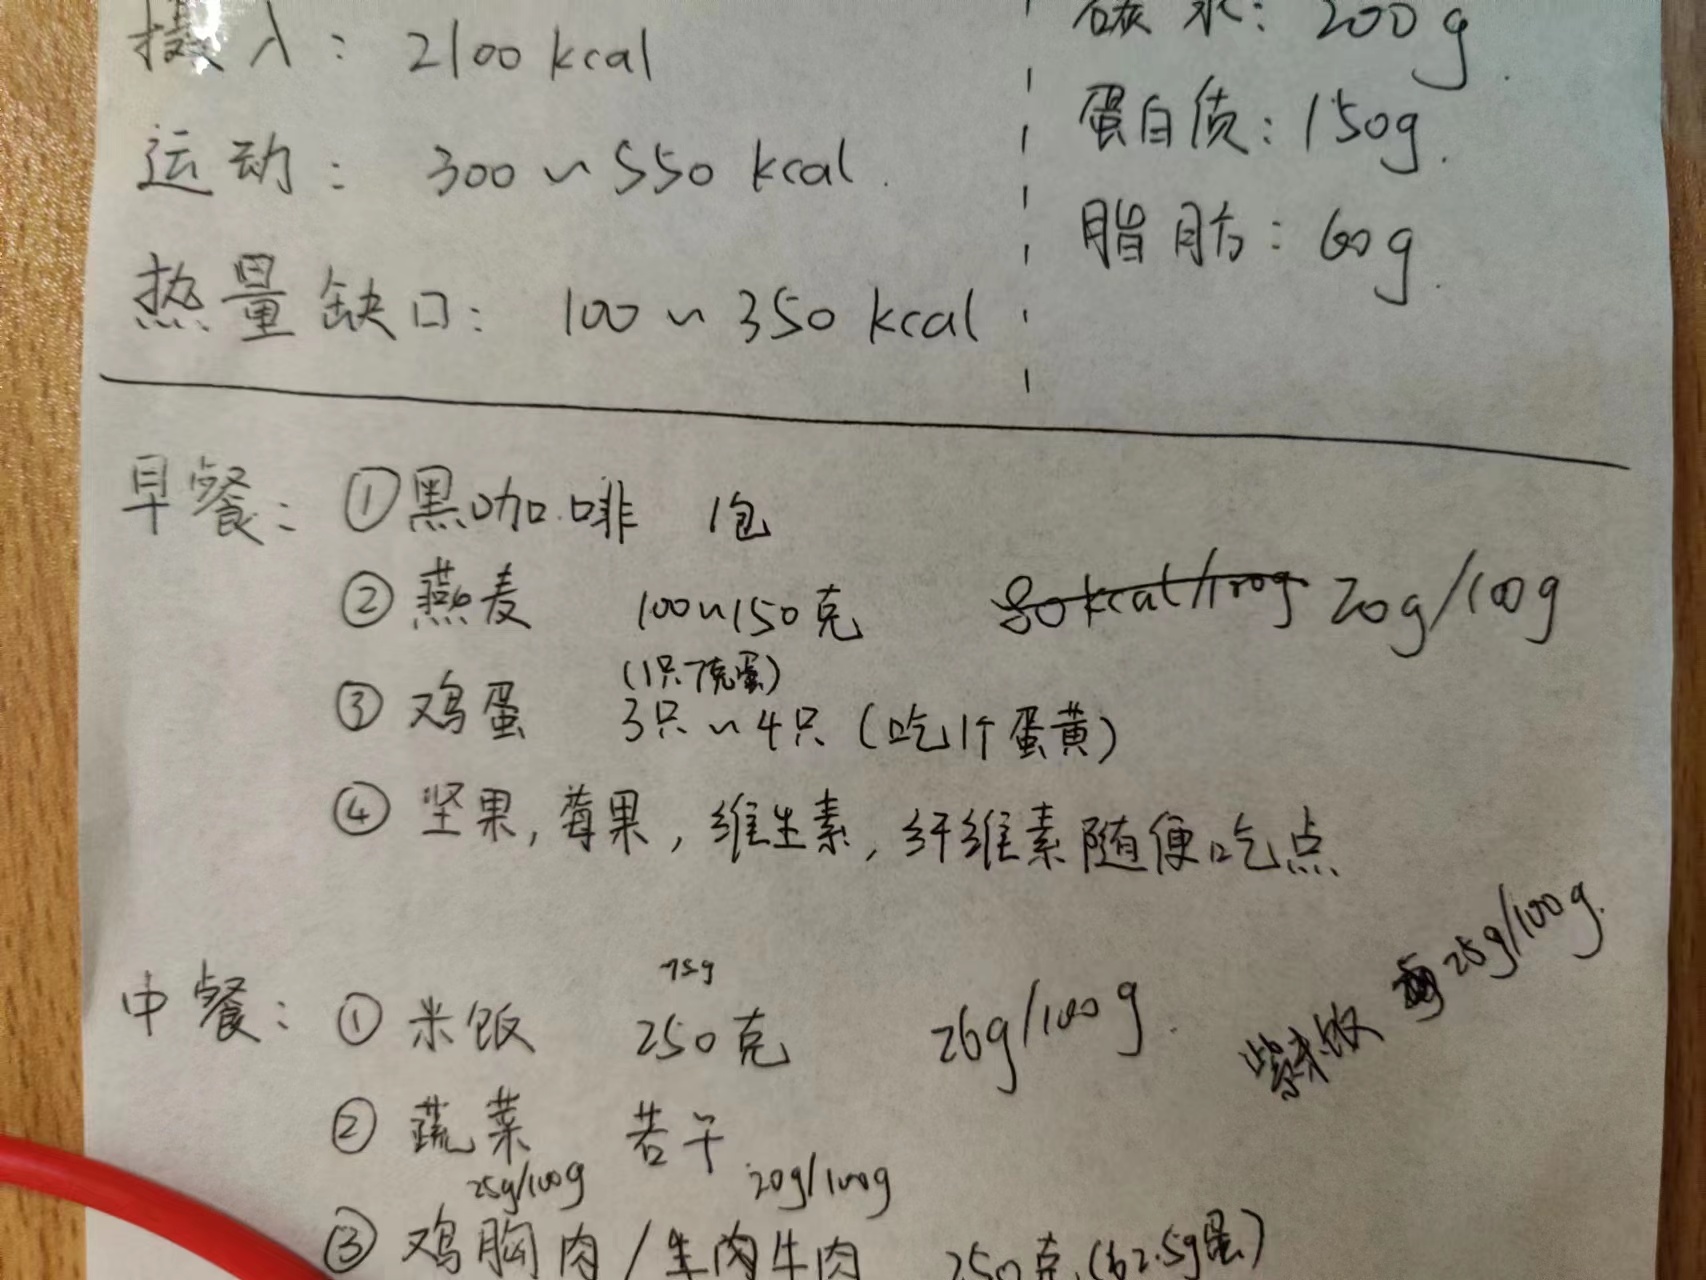 摄入: 2100 kcal
碳水: 200g.
运动: 300~550 kcal.
蛋白质: 150g.
热量缺口: 100~350 kcal
脂肪: 60g.
早餐: ①黑咖啡 1包
②燕麦 100~150克 80kcal/100g 20g/100g
(1只7克蛋)
③鸡蛋 3只~4只(吃1个蛋黄)
④坚果,莓果,维生素,纤维素随便吃点
75g
中餐: ①米饭 250克 26g/100g. 紫米饭 25g/100g.
②蔬菜 若干
25g/100g 20g/100g
③鸡胸肉/牛肉 250克(62.5g蛋)